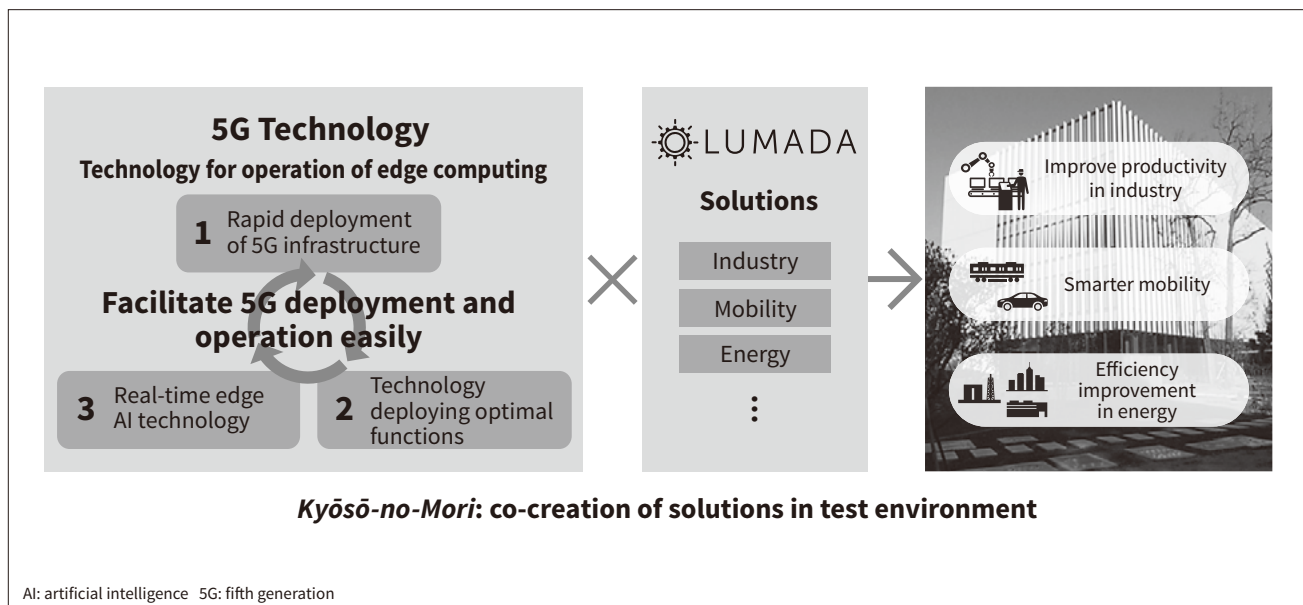 5G Technology
Technology for operation of edge computing
1 Rapid deployment
of 5G infrastructure
Facilitate 5G deployment and
operation easily
3 Real-time edge
AI technology
2 Technology
deploying optimal
functions
LUMADA
Solutions
Industry
Mobility
Energy
⋮
Improve productivity
in industry
Smarter mobility
Efficiency
improvement
in energy
Kyōsō-no-Mori: co-creation of solutions in test environment
AI: artificial intelligence 5G: fifth generation